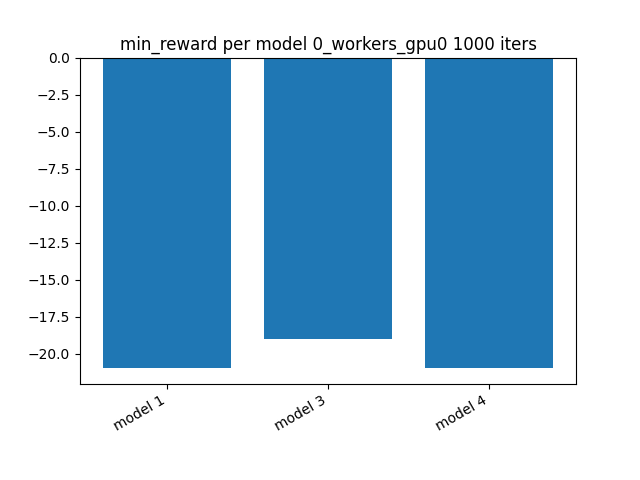 min_reward per model 0_workers_gpu0 1000 iters
0.0
−2.5
−5.0
−7.5
−10.0
−12.5
−15.0
−17.5
−20.0
model 1
model 3
model 4